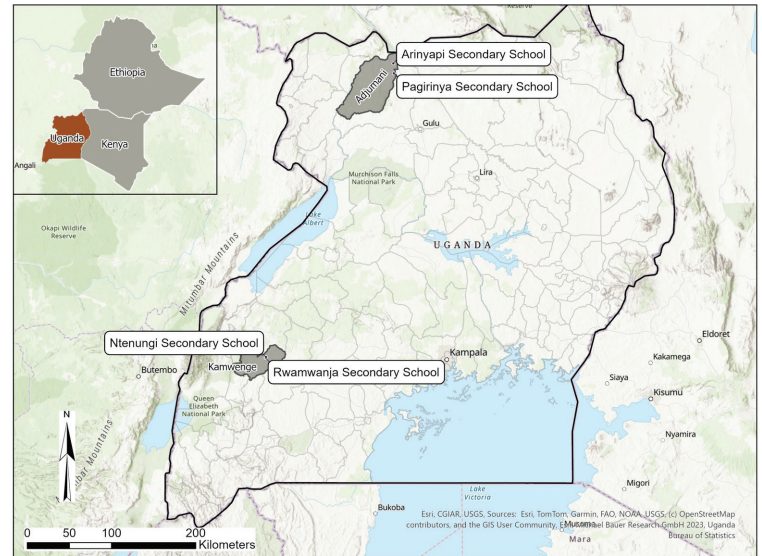 Ethiopia
Uganda
Kenya
Angali
Reserve
Arinyapi Secondary School
Adjumani
Pagirinya Secondary School
Gulu
Lira
Murchison Falls
National Park
Okapi Wildlife
Reserve
Lake
Albert
UGANDA
Mitumbar Mountains
Ntenungi Secondary School
Kamwenge
Rwamwanja Secondary School
Kampala
Butembo
Queen
Elizabeth
National Park
Eldoret
Kakamega
Siaya
Kisumu
Nyamira
Migori
N
Lake
Victoria
Bukoba
Mara
Esri, CGIAR, USGS, Sources: Esri, TomTom, Garmin, FAO, NOAA, USGS, (c) OpenStreetMap
contributors, and the GIS User Community, Michael Bauer Research GmbH 2023, Uganda
Bureau of Statistics
0 50 100 200
Kilometers